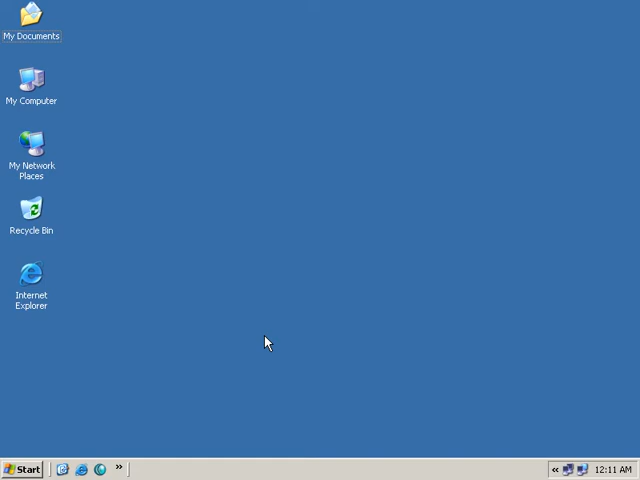 My Documents
My Computer
My Network
Places
Recycle Bin
Internet
Explorer
Start
»
«
12:11 AM